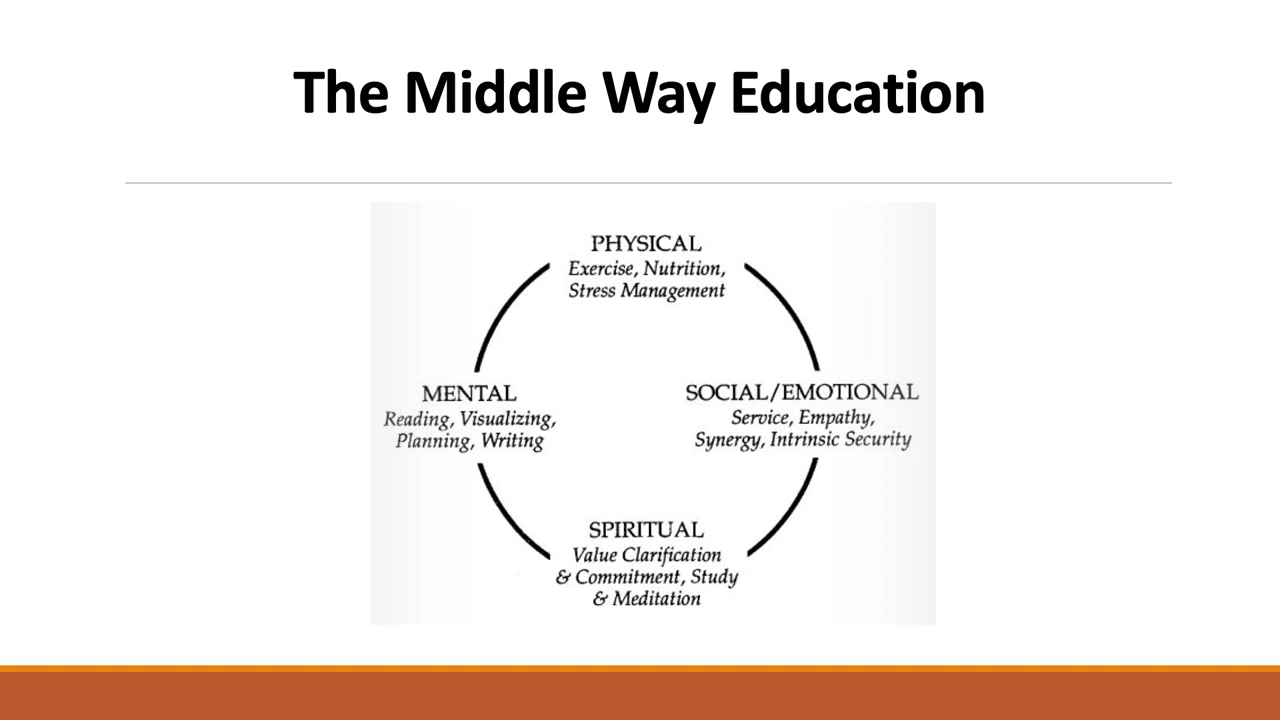 The Middle Way Education
PHYSICAL
Exercise, Nutrition,
Stress Management
MENTAL
Reading, Visualizing,
Planning, Writing
SOCIAL/EMOTIONAL
Service, Empathy,
Synergy, Intrinsic Security
SPIRITUAL
Value Clarification
& Commitment, Study
& Meditation